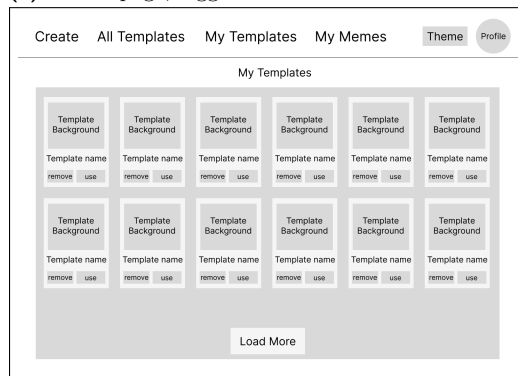 Create All Templates My Templates My Memes Theme Profile
My Templates
Template Template Template Template Template Template
Background Background Background Background Background Background
Template name Template name Template name Template name Template name Template name
remove use remove use remove use remove use remove use remove use
Template Template Template Template Template Template
Background Background Background Background Background Background
Template name Template name Template name Template name Template name Template name
remove use remove use remove use remove use remove use remove use
Load More